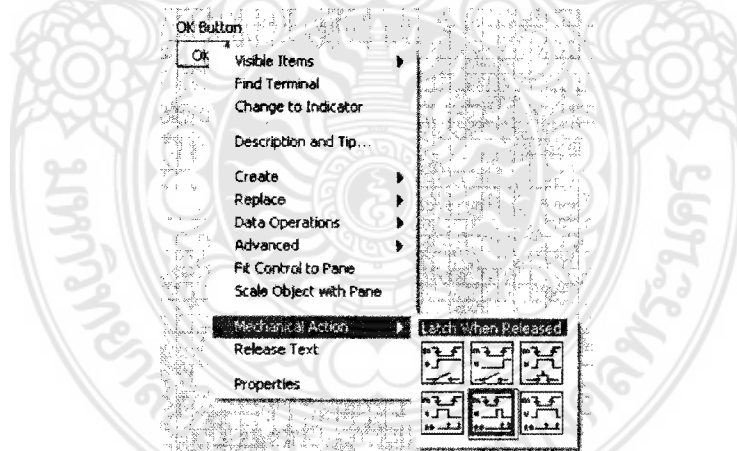 OK Button
OK
Visible Items
Find Terminal
Change to Indicator
Description and Tip...
Create
Replace
Data Operations
Advanced
Fit Control to Pane
Scale Object with Pane
Mechanical Action
Latch When Released
Release Text
Properties